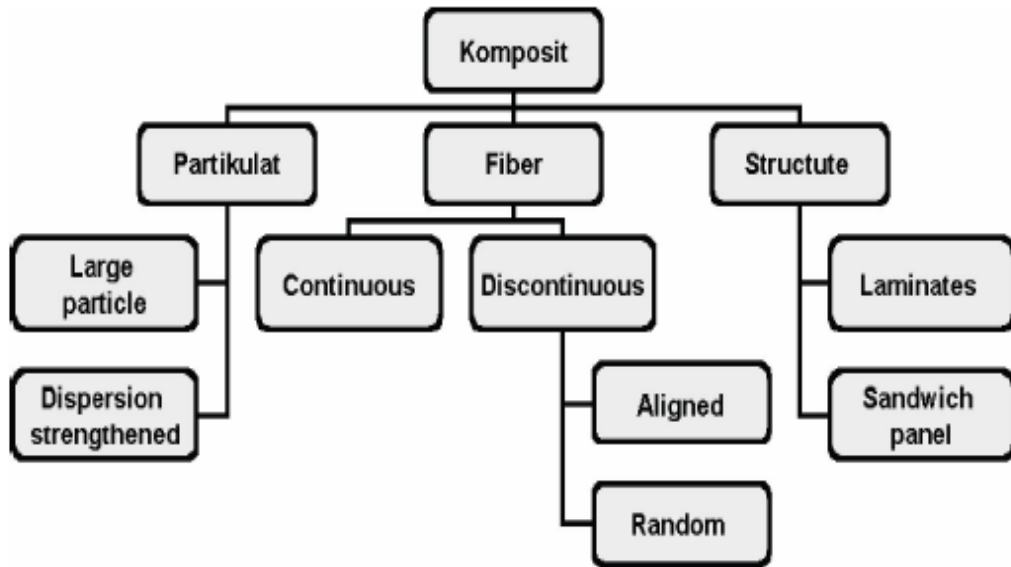 Komposit
Partikulat
Fiber
Structute
Large
particle
Continuous
Discontinuous
Laminates
Dispersion
strengthened
Aligned
Sandwich
panel
Random